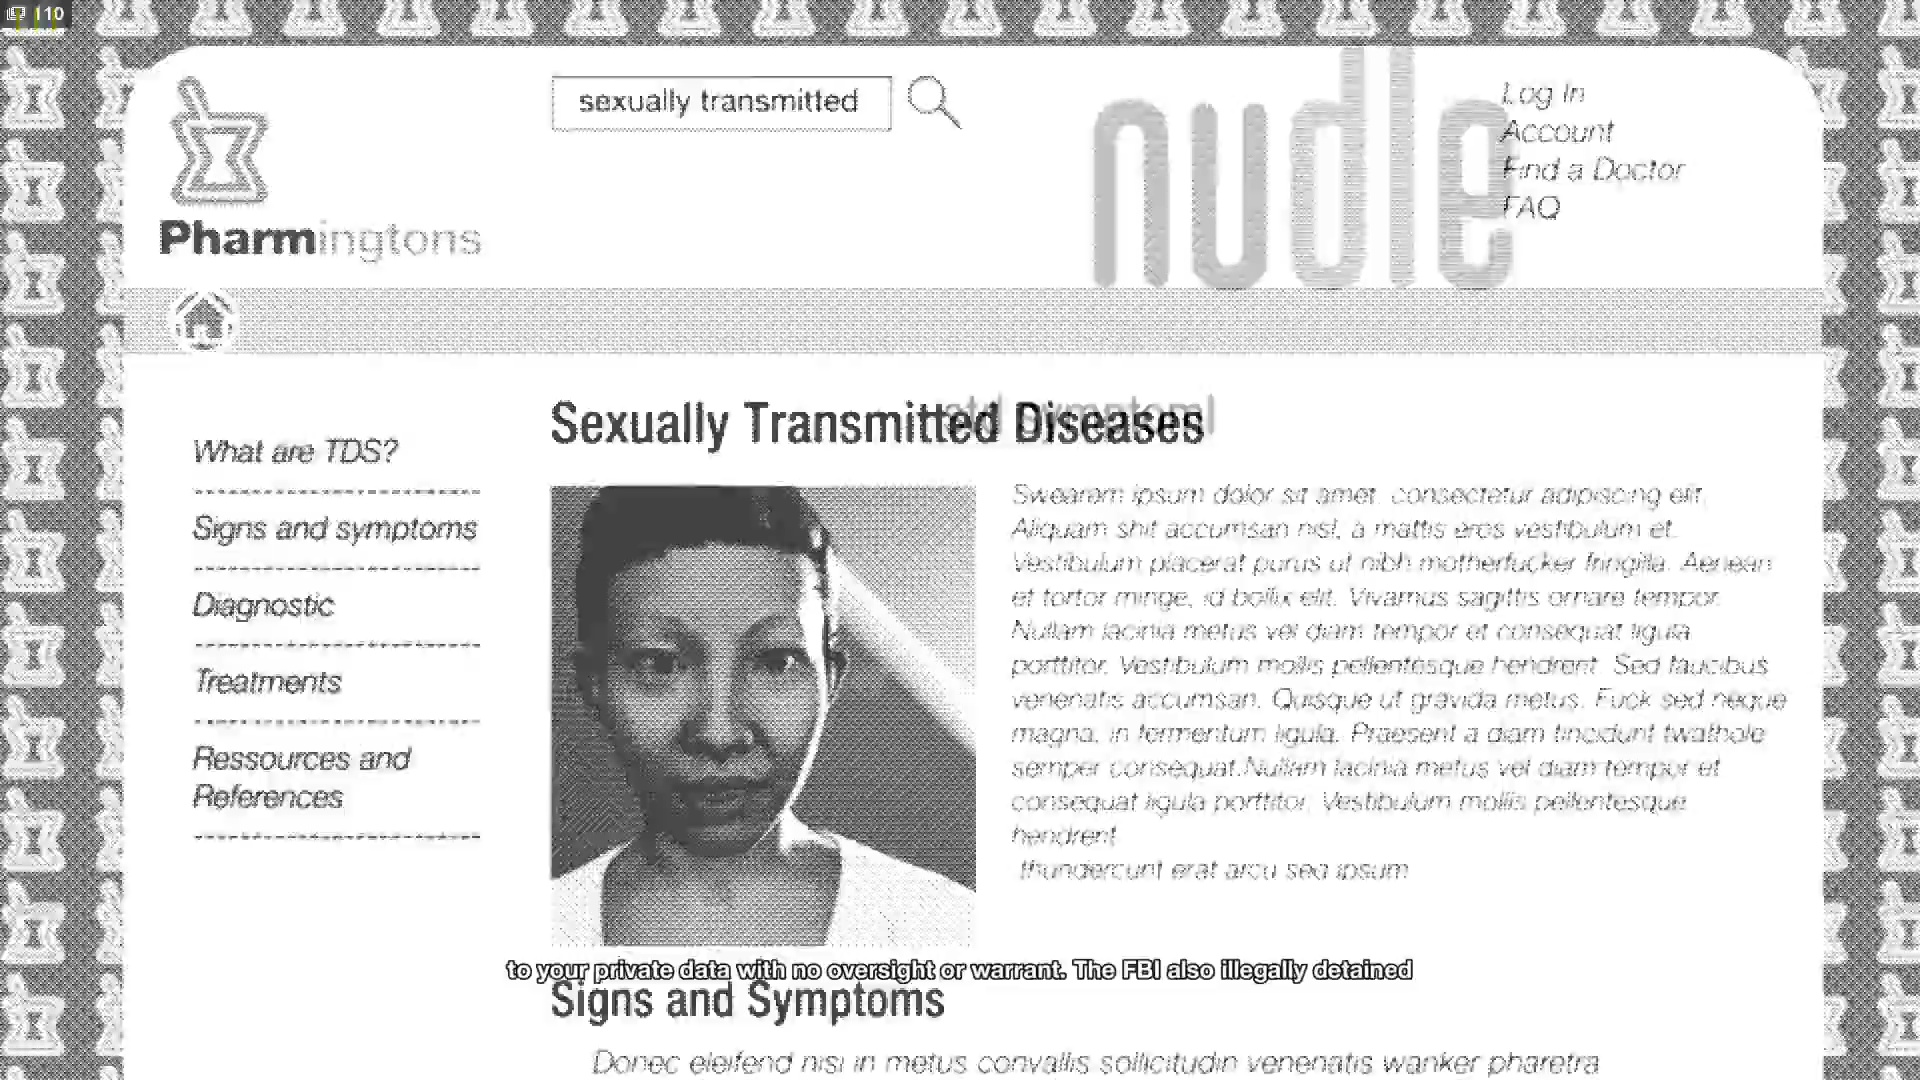 110
sexually transmitted
nudle
Log In
Account
Find a Doctor
FAQ
Pharmingtons
Sexually Transmitted Diseases
std symptom|
What are TDS?
Signs and symptoms
Diagnostic
Treatments
Ressources and
References
Swearem ipsum dolor sit amet, consectetur adipiscing elit.
Aliquam shit accumsan nisl, a mattis eros vestibulum et.
Vestibulum placerat purus ut nibh motherfucker fringilla. Aenean
et tortor minge, id bollix elit. Vivamus sagittis ornare tempor.
Nullam lacinia metus vel diam tempor et consequat ligula
porttitor. Vestibulum mollis pellentesque hendrerit. Sed faucibus
venenatis accumsan. Quisque ut gravida metus. Fuck sed neque
magna, in fermentum ligula. Praesent a diam tincidunt twathole
semper consequat.Nullam lacinia metus vel diam tempor et
consequat ligula porttitor. Vestibulum mollis pellentesque
hendrerit
thundercunt erat arcu sed ipsum
to your private data with no oversight or warrant. The FBI also illegally detained
Signs and Symptoms
Donec eleifend nisi in metus convallis sollicitudin venenatis wanker pharetra